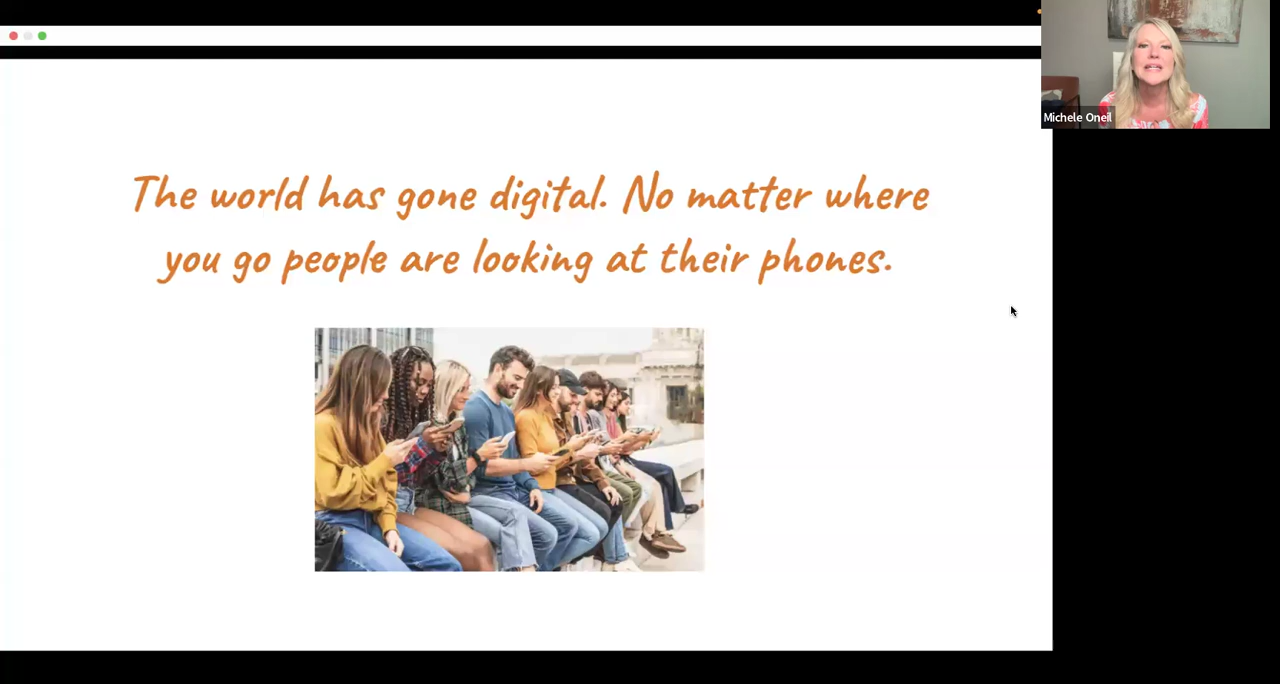 Michele Oneil
The world has gone digital. No matter where
you go people are looking at their phones.